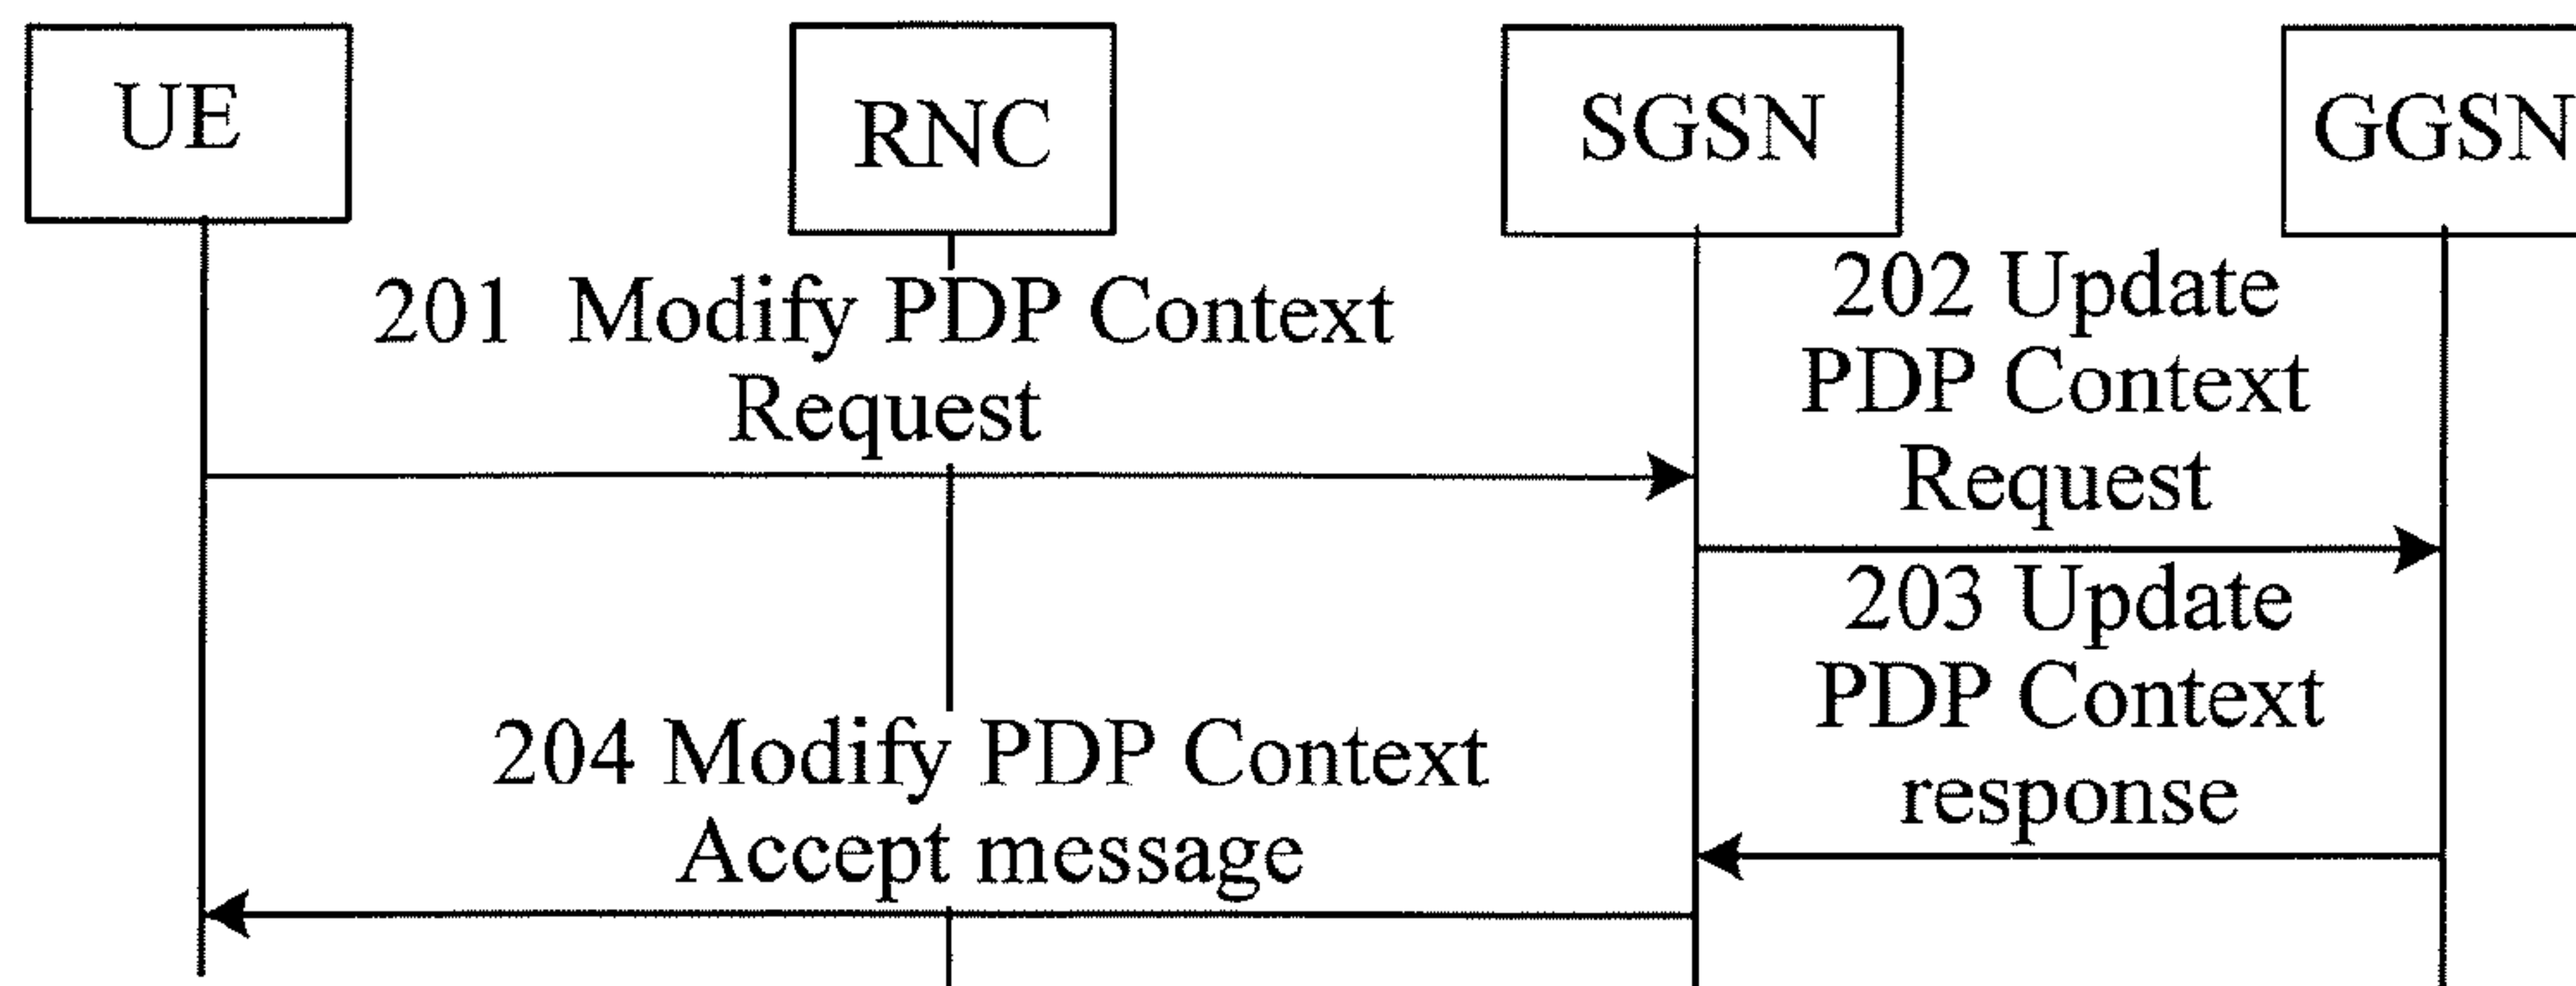 UE
RNC
SGSN
GGSN
201 Modify PDP Context
Request
202 Update
PDP Context
Request
203 Update
PDP Context
response
204 Modify PDP Context
Accept message